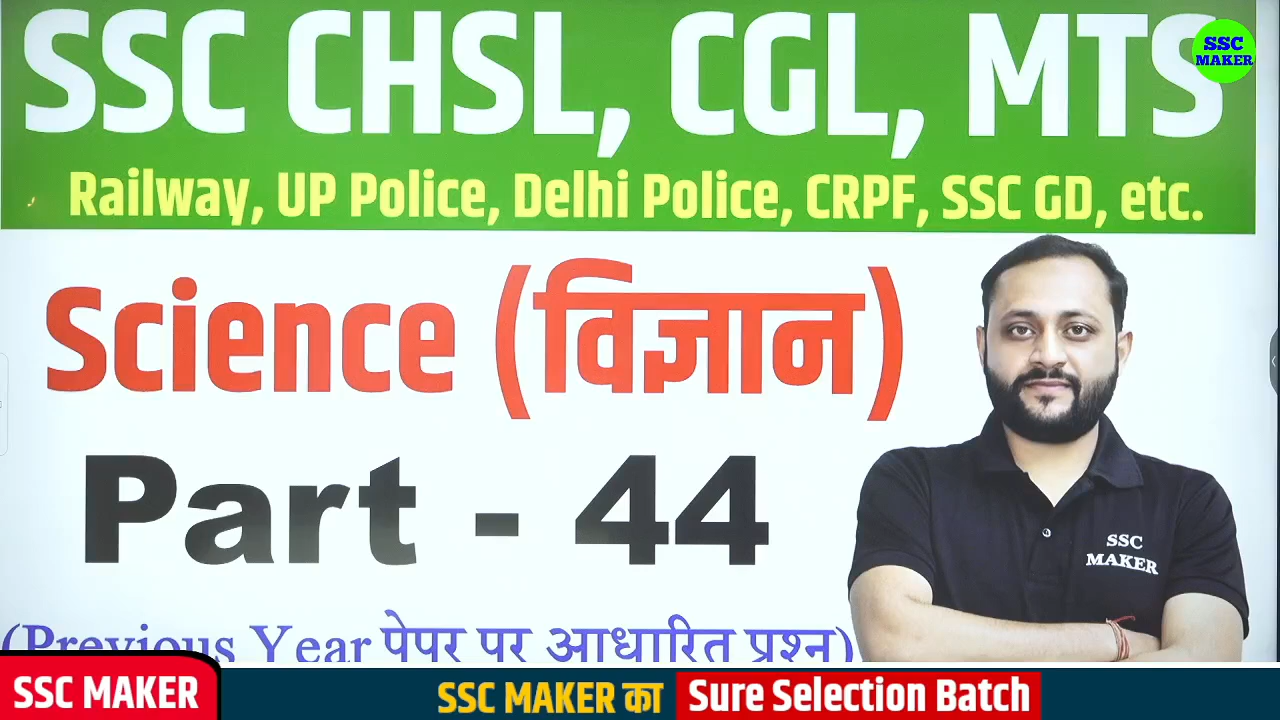 SSC CHSL, CGL, MTS
SSC
MAKER
Railway, UP Police, Delhi Police, CRPF, SSC GD, etc.
Science (विज्ञान)
Part - 44
SSC
MAKER
(Previous Year पेपर पर आधारित प्रश्न)
SSC MAKER
SSC MAKER का Sure Selection Batch